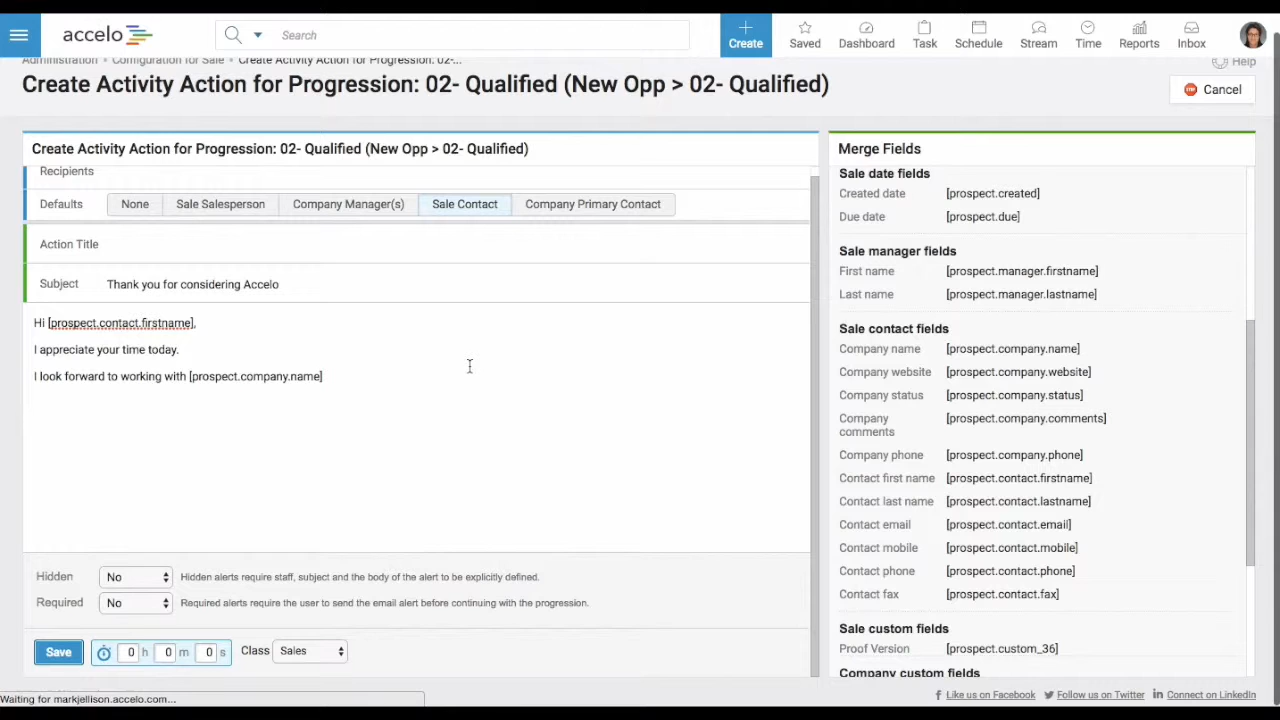 accelo
Search
Create
Saved
Dashboard
Task
Schedule
Stream
Time
Reports
Inbox
Administration • Configuration for Sale • Create Activity Action for Progression: 02-...
Help
Create Activity Action for Progression: 02- Qualified (New Opp > 02- Qualified)
Cancel
Create Activity Action for Progression: 02- Qualified (New Opp > 02- Qualified)
Recipients
Defaults None Sale Salesperson Company Manager(s) Sale Contact Company Primary Contact
Action Title
Subject Thank you for considering Accelo
Hi [prospect.contact.firstname],
I appreciate your time today.
I look forward to working with [prospect.company.name]
Hidden No Hidden alerts require staff, subject and the body of the alert to be explicitly defined.
Required No Required alerts require the user to send the email alert before continuing with the progression.
Save 0 h 0 m 0 s Class Sales
Merge Fields
Sale date fields
Created date [prospect.created]
Due date [prospect.due]
Sale manager fields
First name [prospect.manager.firstname]
Last name [prospect.manager.lastname]
Sale contact fields
Company name [prospect.company.name]
Company website [prospect.company.website]
Company status [prospect.company.status]
Company [prospect.company.comments]
comments
Company phone [prospect.company.phone]
Contact first name [prospect.contact.firstname]
Contact last name [prospect.contact.lastname]
Contact email [prospect.contact.email]
Contact mobile [prospect.contact.mobile]
Contact phone [prospect.contact.phone]
Contact fax [prospect.contact.fax]
Sale custom fields
Proof Version [prospect.custom_36]
Company custom fields
Waiting for markjellison.accelo.com...
Like us on Facebook Follow us on Twitter Connect on LinkedIn